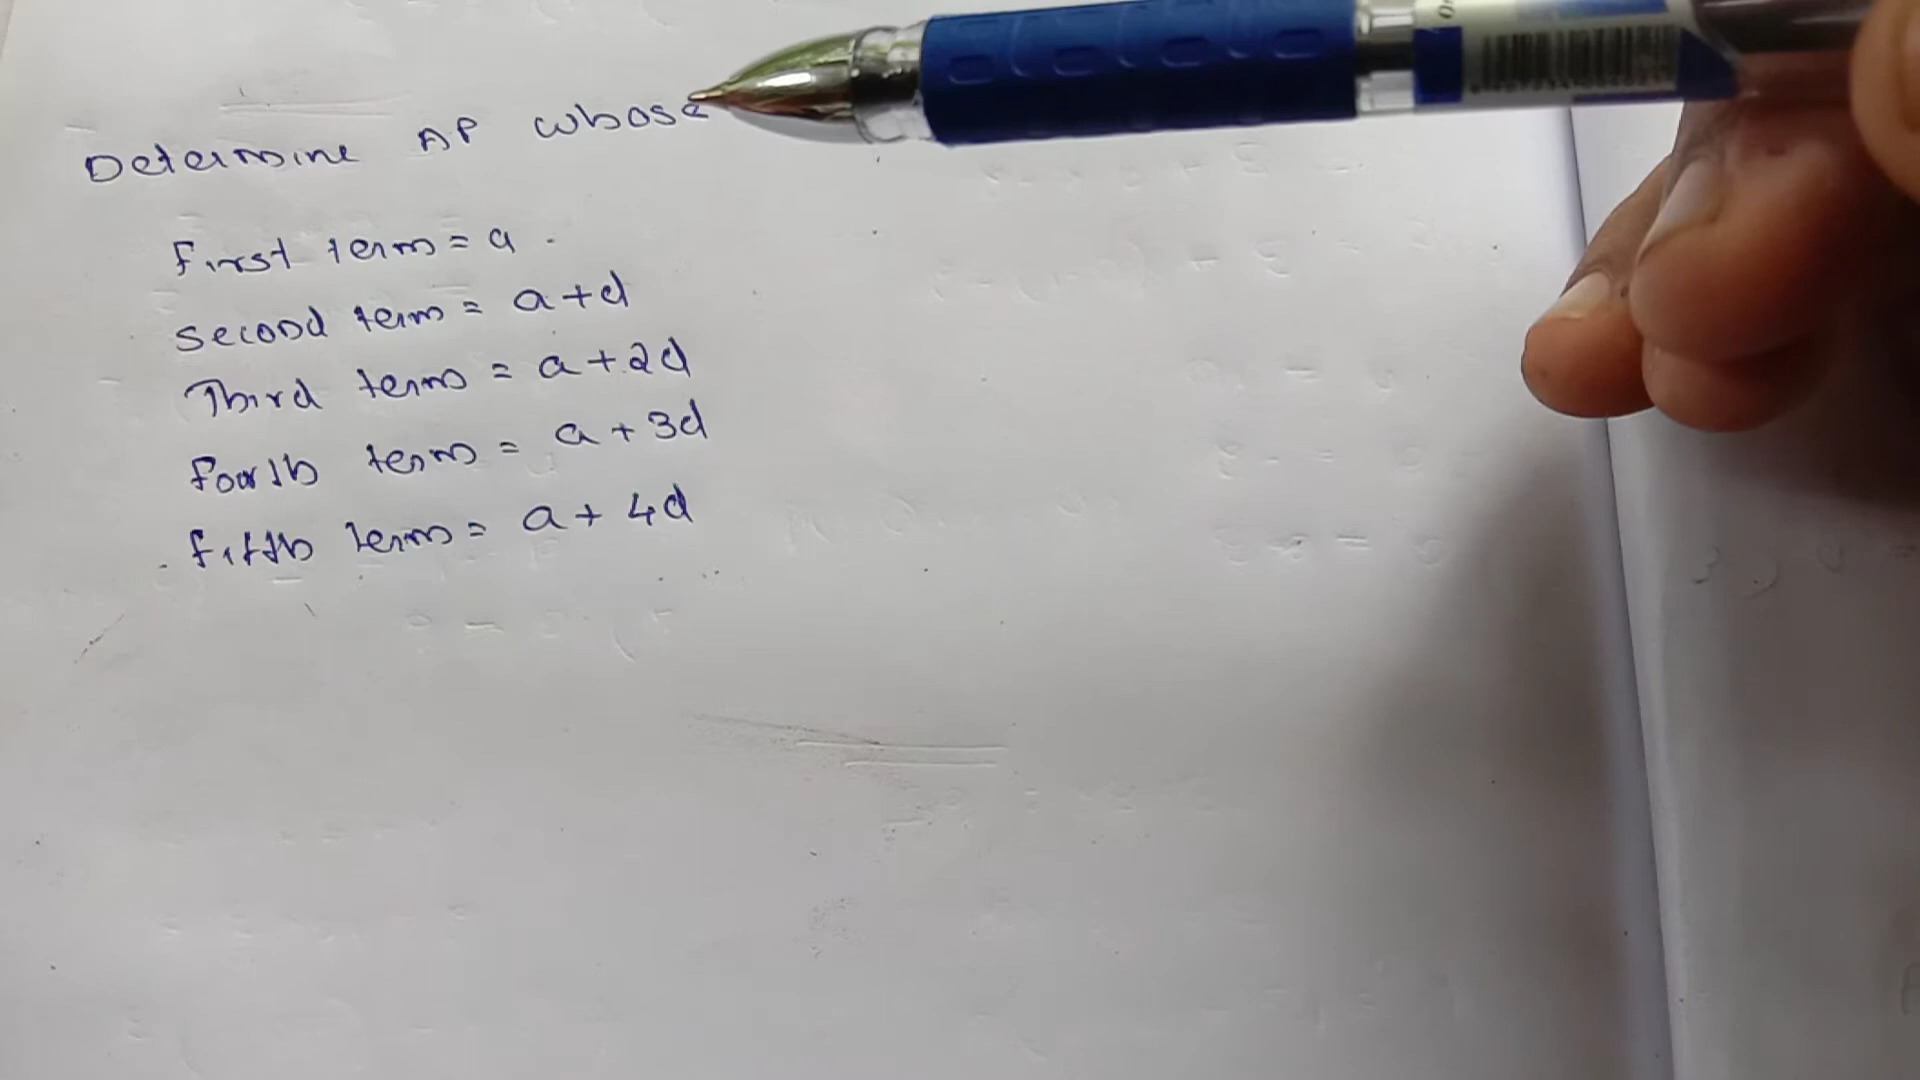 Determine AP whose
First term = a.
Second term = a+d
Third term = a+2d
Fourth term = a+3d
Fifth term = a+4d